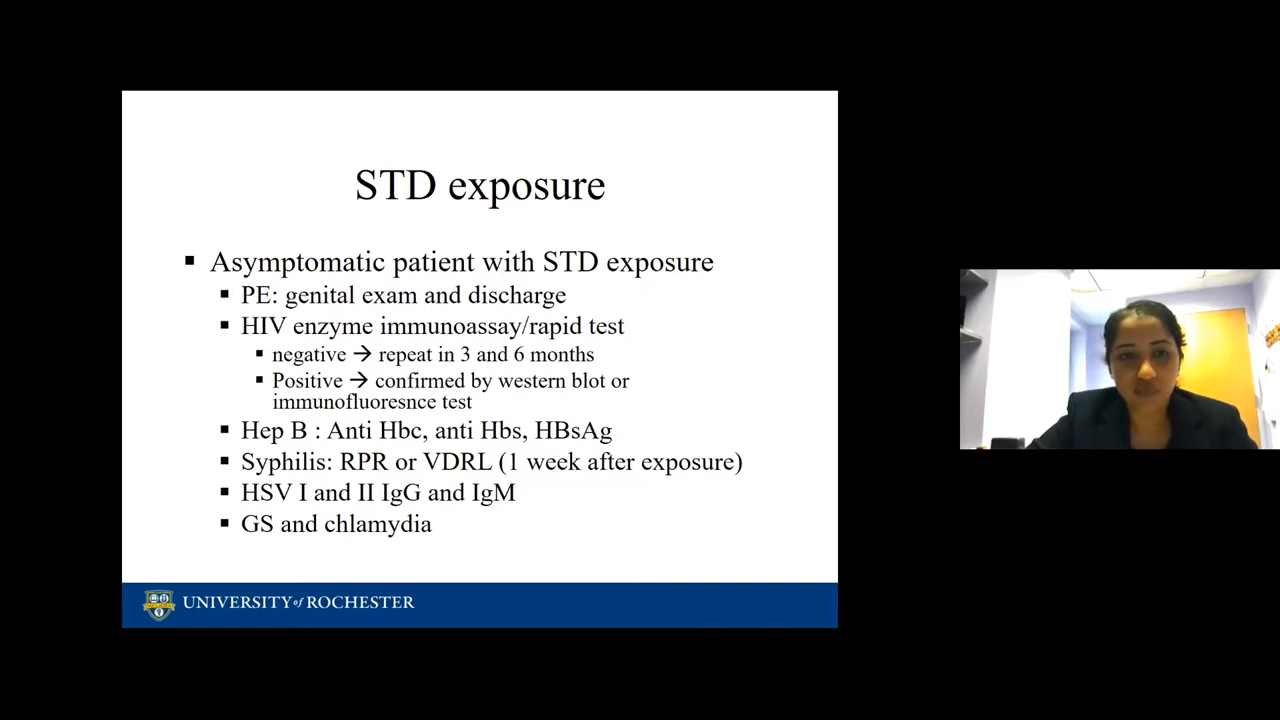 STD exposure
▪ Asymptomatic patient with STD exposure
▪ PE: genital exam and discharge
▪ HIV enzyme immunoassay/rapid test
▪ negative → repeat in 3 and 6 months
▪ Positive → confirmed by western blot or
immunofluoresnce test
▪ Hep B : Anti Hbc, anti Hbs, HBsAg
▪ Syphilis: RPR or VDRL (1 week after exposure)
▪ HSV I and II IgG and IgM
▪ GS and chlamydia
UNIVERSITY of ROCHESTER